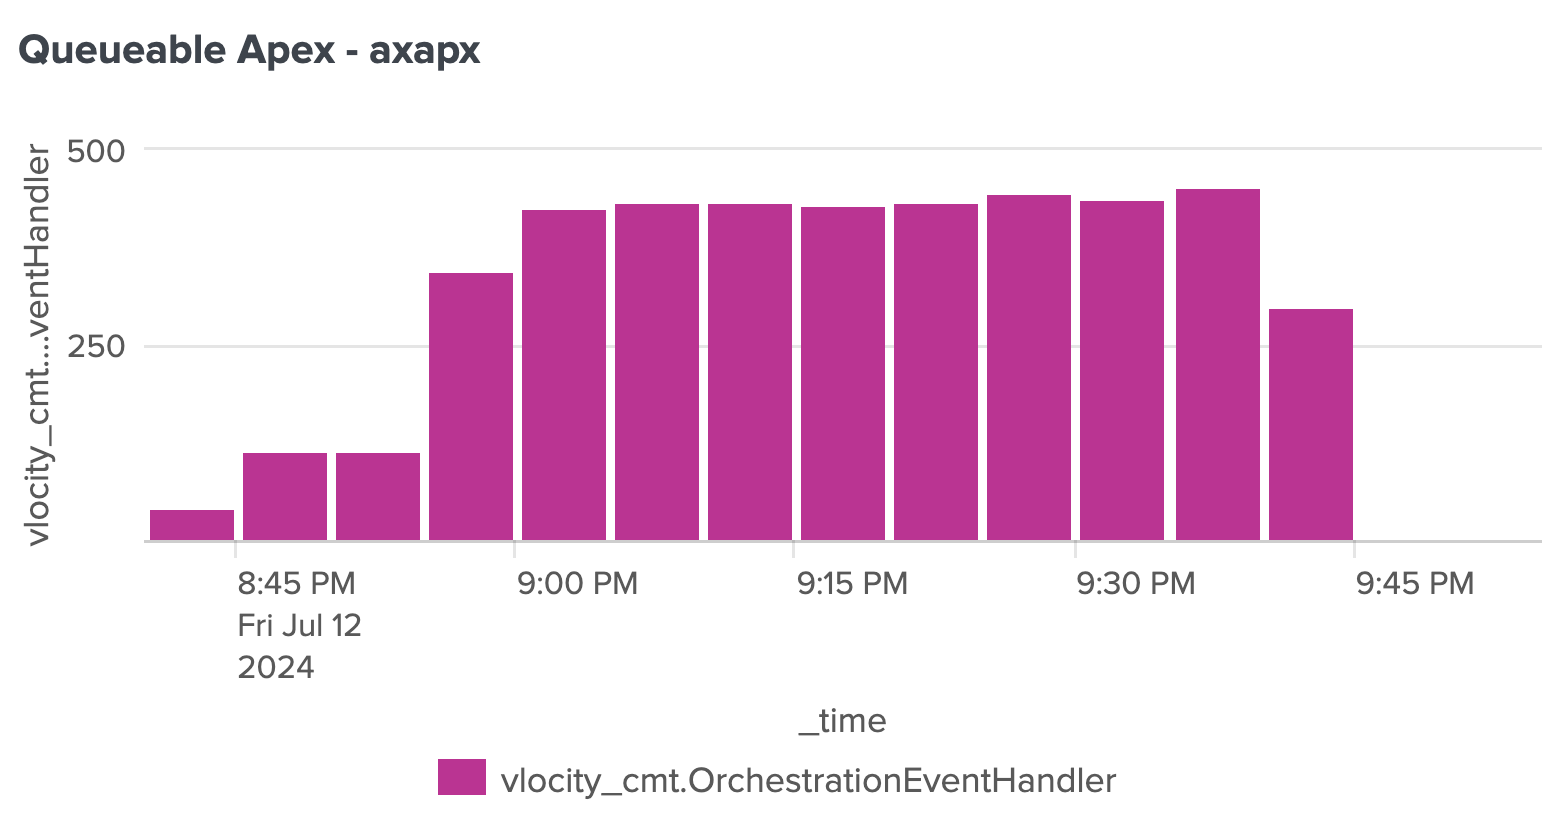 Queueable Apex - axapx
vlocity_cmt....ventHandler
500
250
8:45 PM
Fri Jul 12
2024
9:00 PM
9:15 PM
9:30 PM
9:45 PM
_time
vlocity_cmt.OrchestrationEventHandler